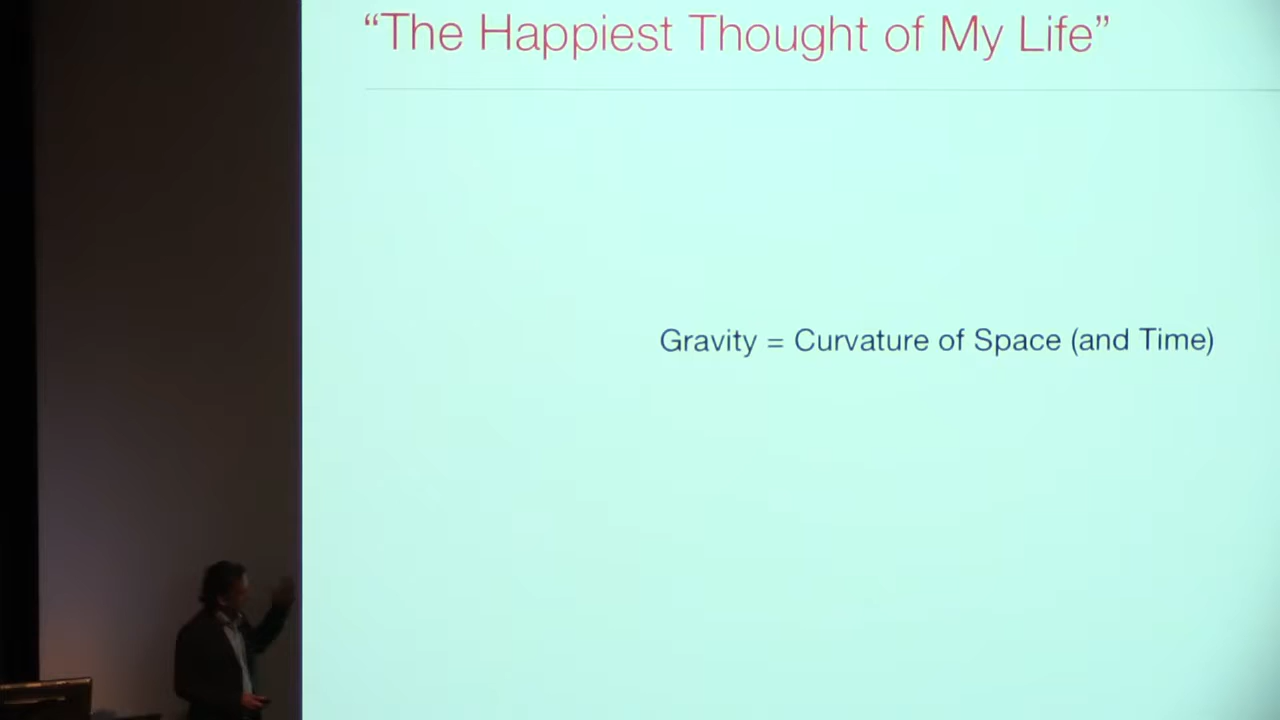 “The Happiest Thought of My Life”
Gravity = Curvature of Space (and Time)